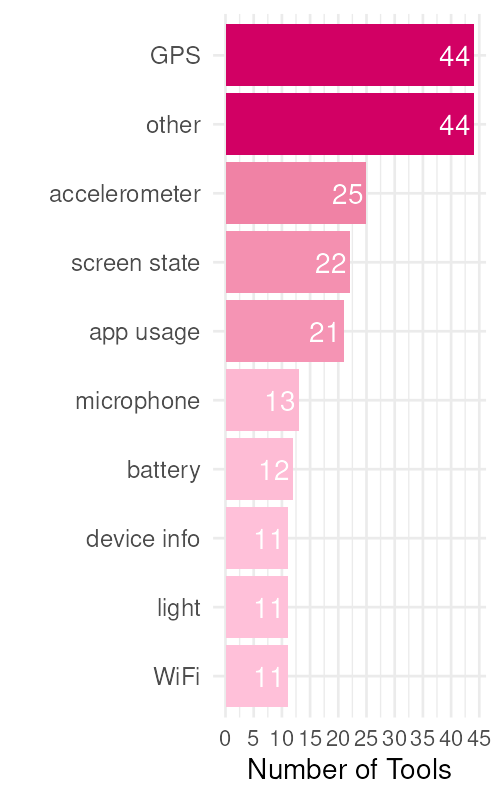 GPS 44
other 44
accelerometer 25
screen state 22
app usage 21
microphone 13
battery 12
device info 11
light 11
WiFi 11
0 5 10 15 20 25 30 35 40 45
Number of Tools